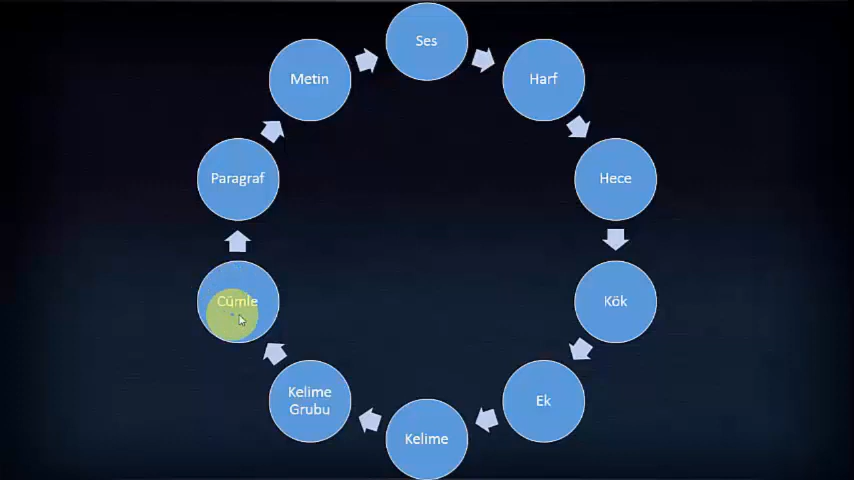 Ses
Harf
Hece
Kök
Ek
Kelime
Kelime
Grubu
Cümle
Paragraf
Metin